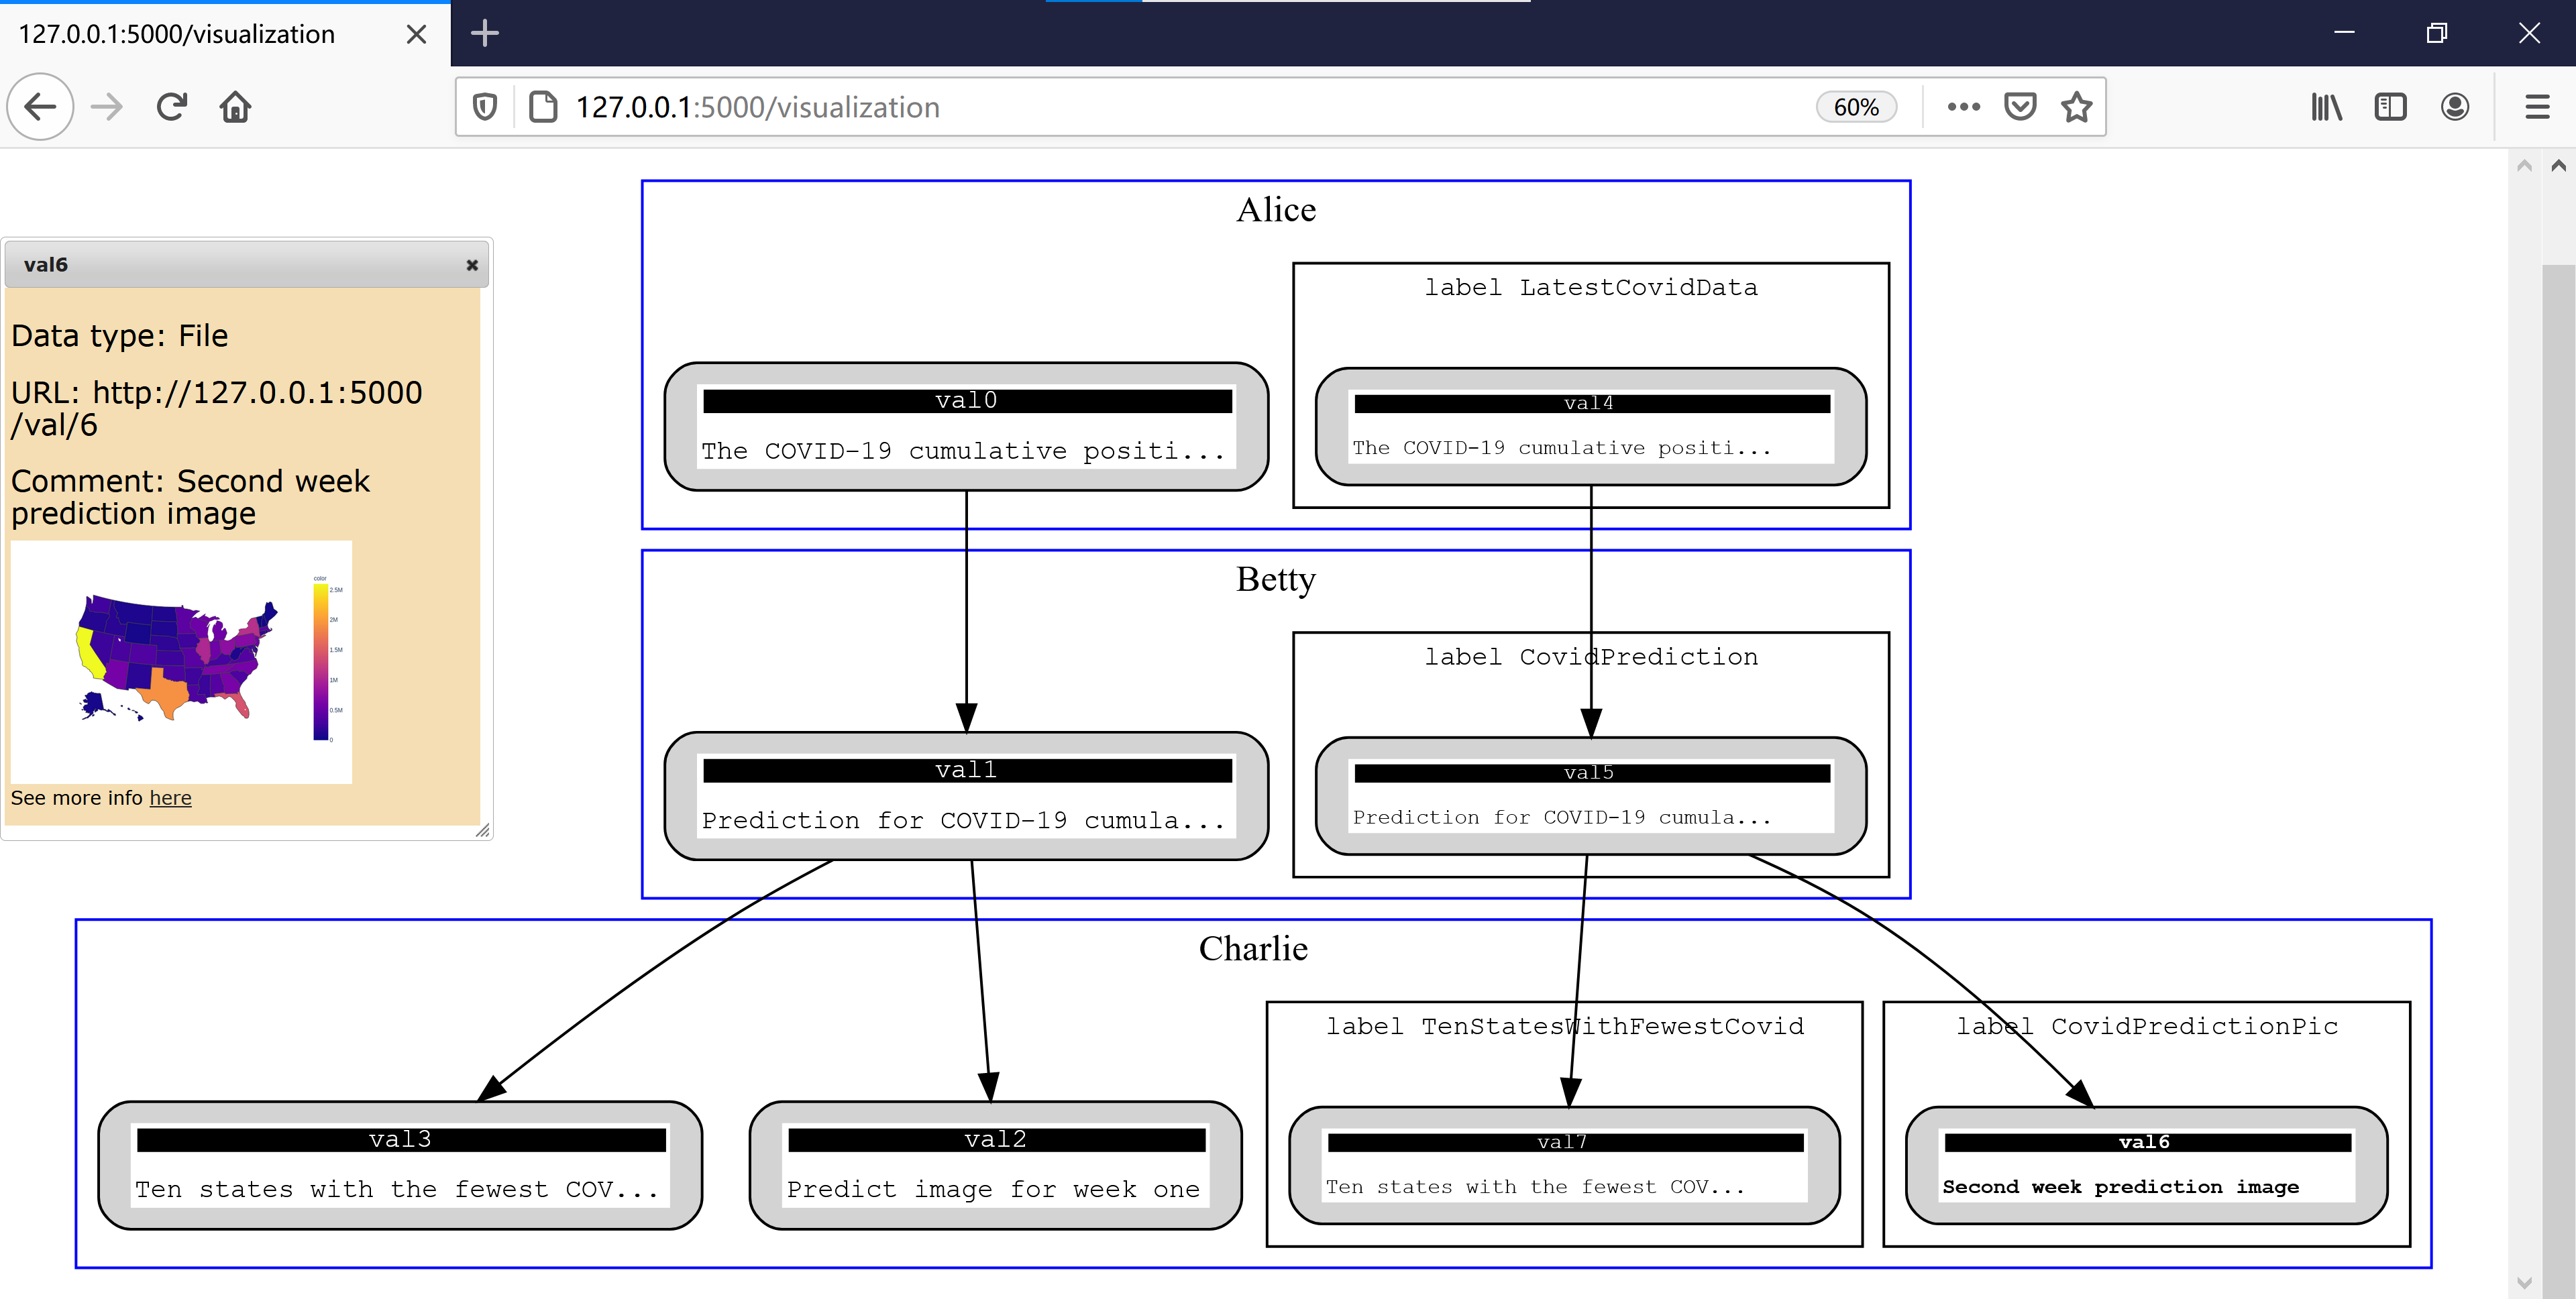 127.0.0.1:5000/visualization
127.0.0.1:5000/visualization
60%
val6
Data type: File
URL: http://127.0.0.1:5000
/val/6
Comment: Second week
prediction image
color
2.5M
2M
1.5M
1M
0.5M
0
See more info here
Alice
label LatestCovidData
val0
The COVID-19 cumulative positi...
val4
The COVID-19 cumulative positi...
Betty
label CovidPrediction
val1
Prediction for COVID-19 cumula...
val5
Prediction for COVID-19 cumula...
Charlie
label TenStatesWithFewestCovid
label CovidPredictionPic
val3
Ten states with the fewest COV...
val2
Predict image for week one
val7
Ten states with the fewest COV...
val6
Second week prediction image